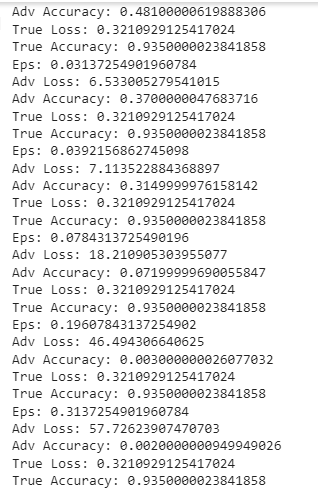 Adv Accuracy: 0.48100000619888306
True Loss: 0.3210929125417024
True Accuracy: 0.9350000023841858
Eps: 0.03137254901960784
Adv Loss: 6.533005279541015
Adv Accuracy: 0.3700000047683716
True Loss: 0.3210929125417024
True Accuracy: 0.9350000023841858
Eps: 0.0392156862745098
Adv Loss: 7.113522884368897
Adv Accuracy: 0.3149999976158142
True Loss: 0.3210929125417024
True Accuracy: 0.9350000023841858
Eps: 0.0784313725490196
Adv Loss: 18.210905303955077
Adv Accuracy: 0.07199999690055847
True Loss: 0.3210929125417024
True Accuracy: 0.9350000023841858
Eps: 0.19607843137254902
Adv Loss: 46.494306640625
Adv Accuracy: 0.003000000026077032
True Loss: 0.3210929125417024
True Accuracy: 0.9350000023841858
Eps: 0.3137254901960784
Adv Loss: 57.72623907470703
Adv Accuracy: 0.0020000000949949026
True Loss: 0.3210929125417024
True Accuracy: 0.9350000023841858